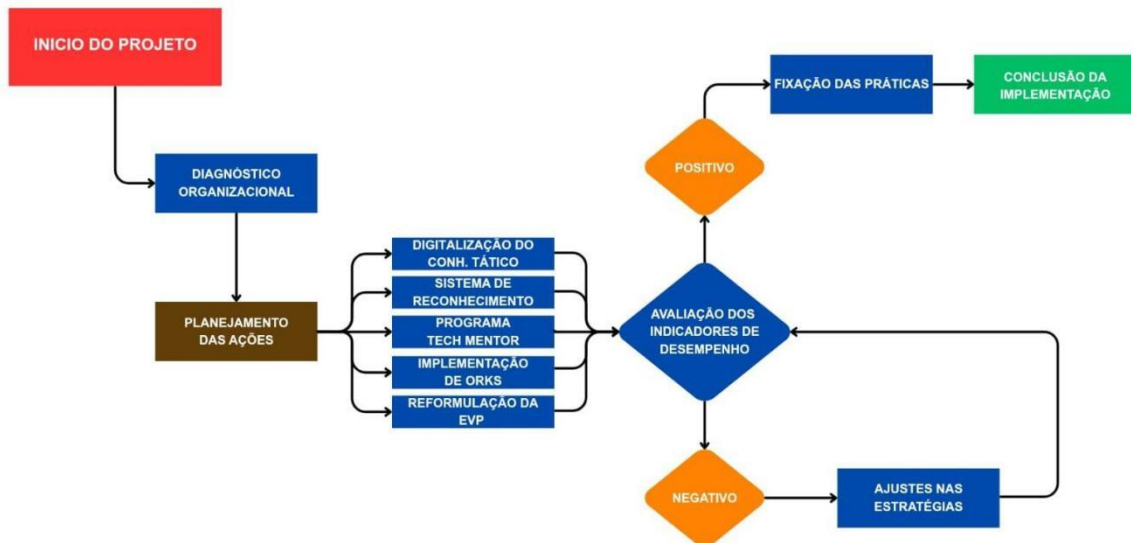 INICIO DO PROJETO
DIAGNÓSTICO
ORGANIZACIONAL
PLANEJAMENTO
DAS AÇÕES
DIGITALIZAÇÃO DO
CONH. TÁTICO
SISTEMA DE
RECONHECIMENTO
PROGRAMA
TECH MENTOR
IMPLEMENTAÇÃO
DE ORKS
REFORMULAÇÃO DA
EVP
AVALIAÇÃO DOS
INDICADORES DE
DESEMPENHO
POSITIVO
FIXAÇÃO DAS PRÁTICAS
CONCLUSÃO DA
IMPLEMENTAÇÃO
NEGATIVO
AJUSTES NAS
ESTRATÉGIAS